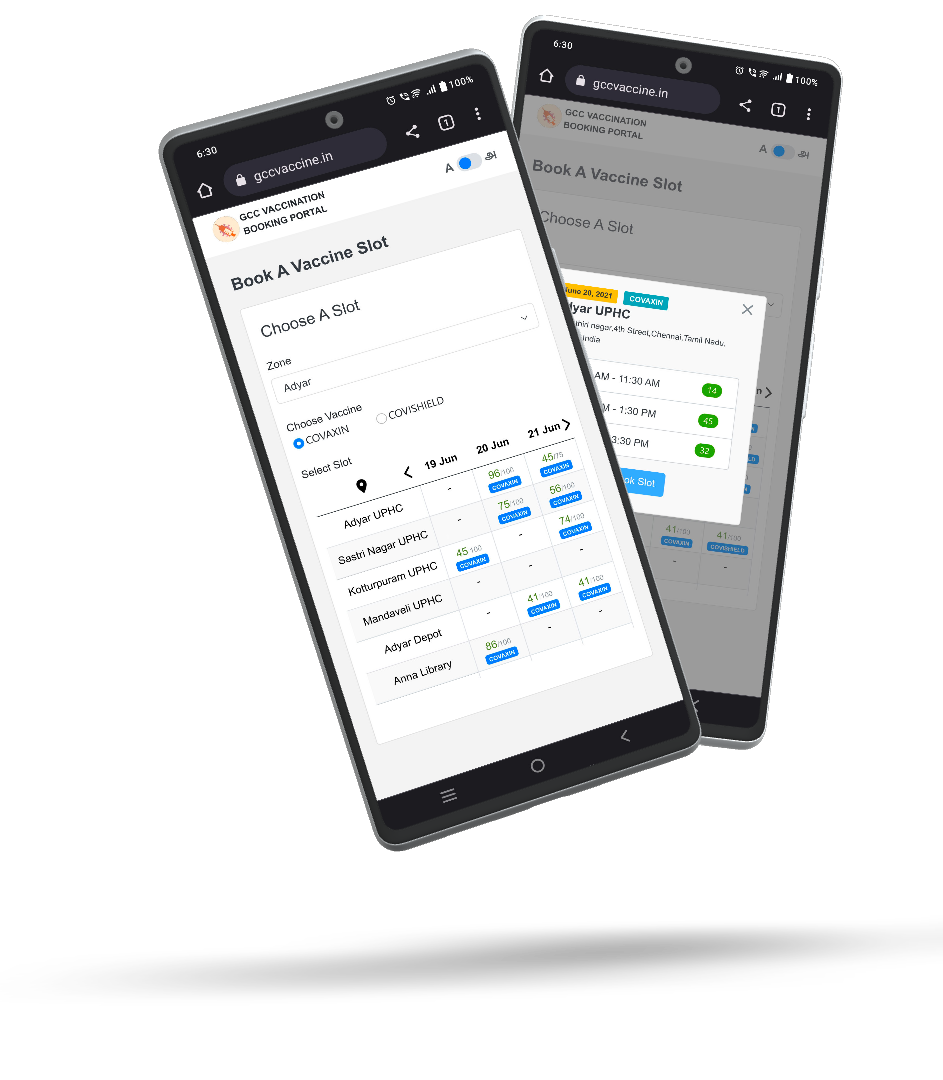 6:30
100%
gccvaccine.in
1
GCC VACCINATION
BOOKING PORTAL
A அ
Book A Vaccine Slot
Choose A Slot
Zone
Adyar
Choose Vaccine
COVAXIN COVISHIELD
Select Slot
19 Jun 20 Jun 21 Jun
Adyar UPHC - 96/100 COVAXIN 45/75 COVAXIN
Sastri Nagar UPHC - 75/100 COVAXIN 56/100 COVAXIN
Kotturpuram UPHC 45/100 COVAXIN - 74/100 COVAXIN
Mandaveli UPHC - - -
Adyar Depot - 41/100 COVAXIN 41/100 COVAXIN
Anna Library 86/100 COVAXIN - -
6:30
100%
gccvaccine.in
1
GCC VACCINATION
BOOKING PORTAL
A அ
Book A Vaccine Slot
Choose A Slot
20, 2021 COVAXIN
UPHC
nagar,4th Street,Chennai,Tamil Nadu,
India
AM - 11:30 AM 14
- 1:30 PM 45
3:30 PM 32
Slot
41/100 41/100
COVAXIN COVISHIELD
- -